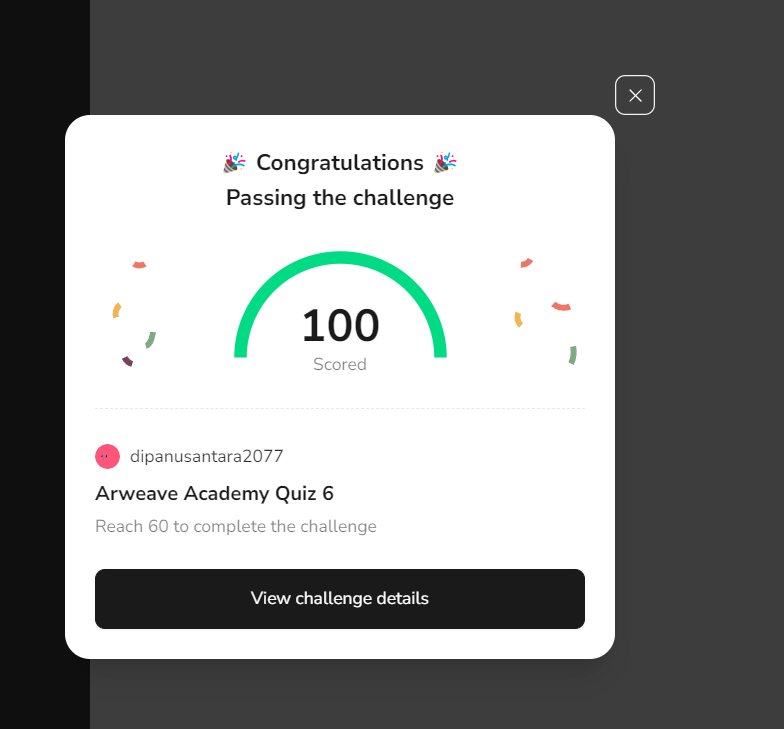 Congratulations
Passing the challenge
100
Scored
dipanusantara2077
Arweave Academy Quiz 6
Reach 60 to complete the challenge
View challenge details